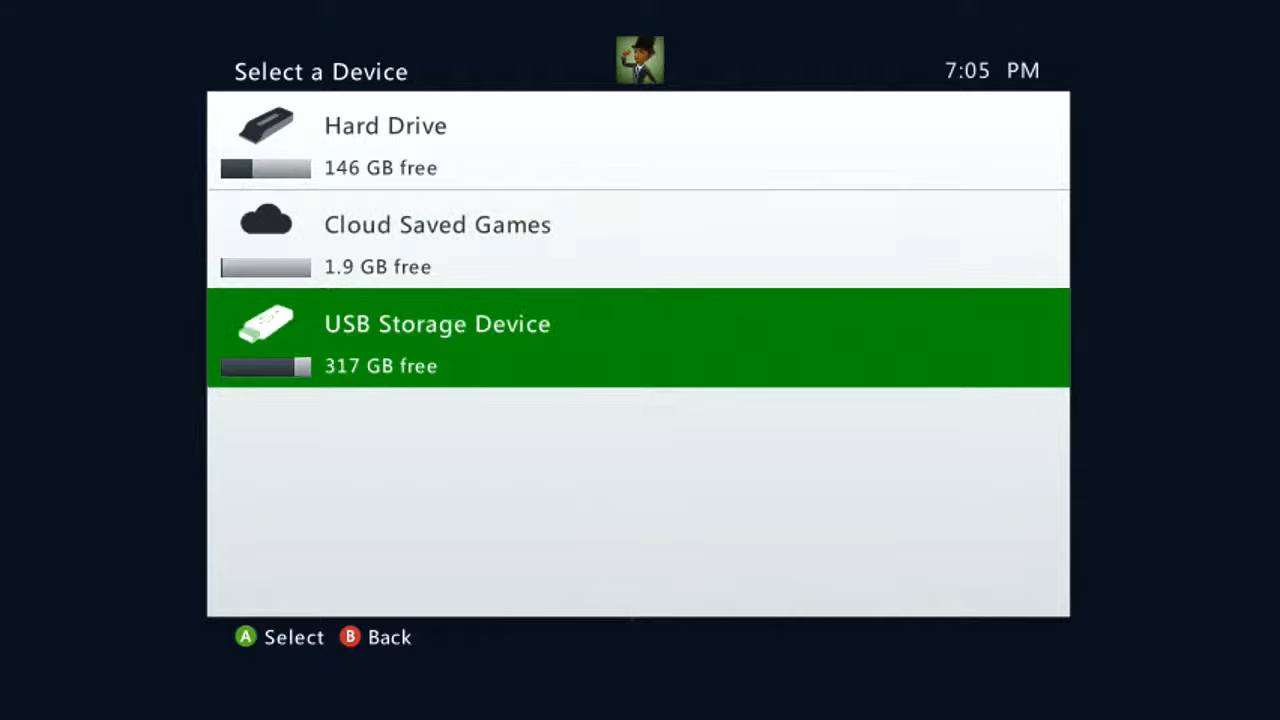 Select a Device
7:05 PM
Hard Drive
146 GB free
Cloud Saved Games
1.9 GB free
USB Storage Device
317 GB free
A Select B Back